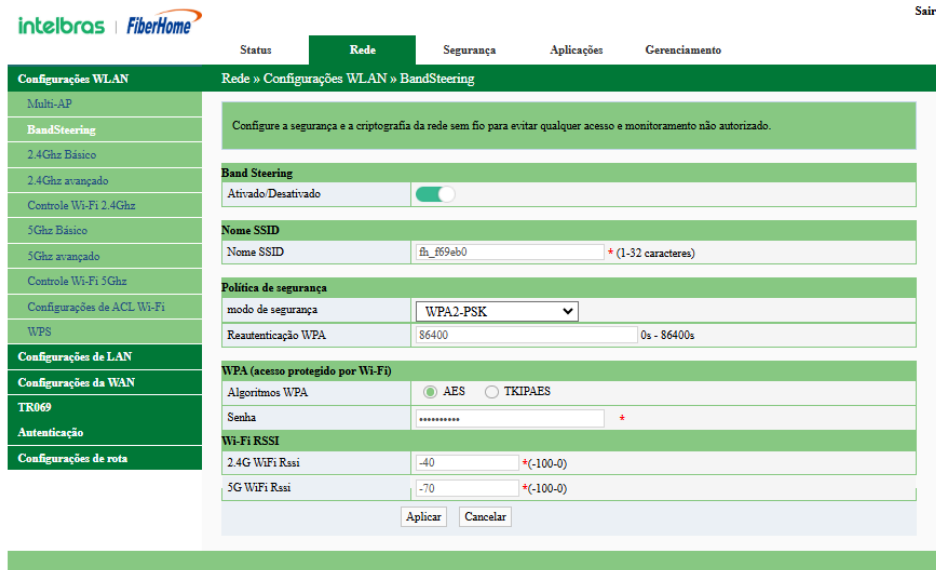 Sair
intelbras | FiberHome
Status Rede Segurança Aplicações Gerenciamento
Configurações WLAN
Rede » Configurações WLAN » BandSteering
Multi-AP
BandSteering
2.4Ghz Básico
2.4Ghz avançado
Controle Wi-Fi 2.4Ghz
5Ghz Básico
5Ghz avançado
Controle Wi-Fi 5Ghz
Configurações de ACL Wi-Fi
WPS
Configurações de LAN
Configurações da WAN
TR069
Autenticação
Configurações de rota
Configure a segurança e a criptografia da rede sem fio para evitar qualquer acesso e monitoramento não autorizado.
Band Steering
Ativado/Desativado
Nome SSID
Nome SSID fh_f69eb0 * (1-32 caracteres)
Política de segurança
modo de segurança WPA2-PSK
Reautenticação WPA 86400 0s - 86400s
WPA (acesso protegido por Wi-Fi)
Algoritmos WPA AES TKIPAES
Senha •••••••••• *
Wi-Fi RSSI
2.4G WiFi Rssi -40 *(-100-0)
5G WiFi Rssi -70 *(-100-0)
Aplicar Cancelar